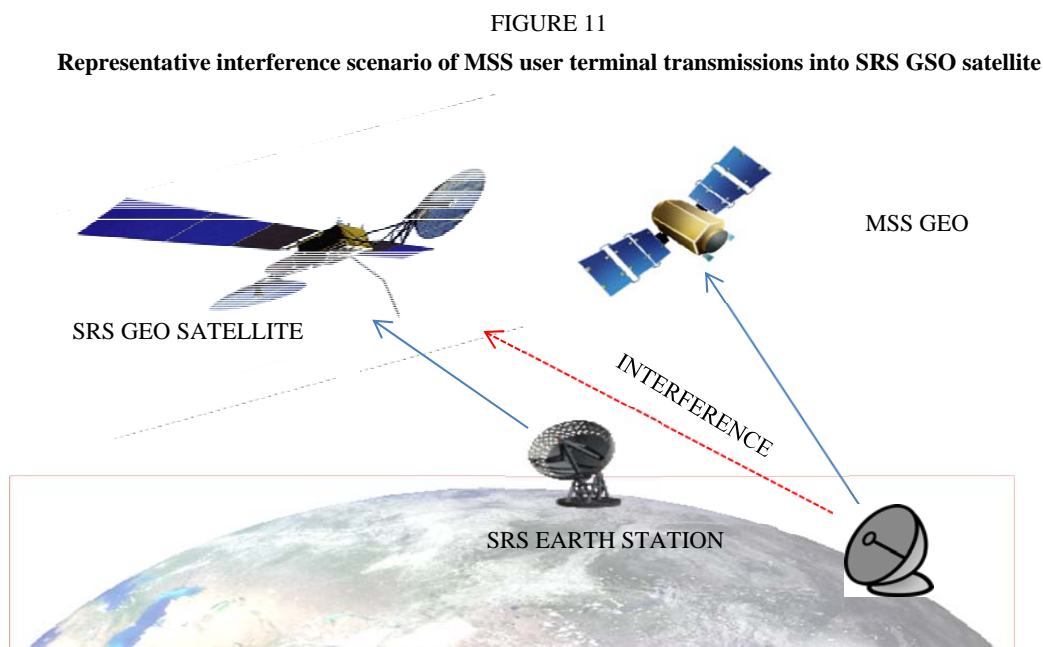 FIGURE 11
Representative interference scenario of MSS user terminal transmissions into SRS GSO satellite
MSS GEO
SRS GEO SATELLITE
INTERFERENCE
SRS EARTH STATION